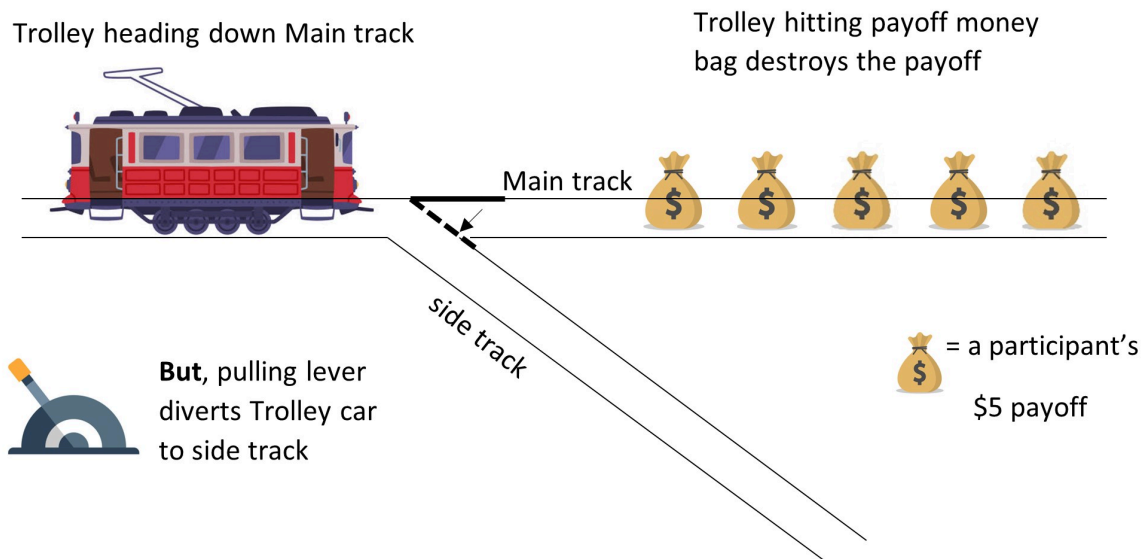 Trolley heading down Main track
Trolley hitting payoff money
bag destroys the payoff
Main track
$ $ $ $ $
side track
But, pulling lever
diverts Trolley car
to side track
$
= a participant's
$5 payoff